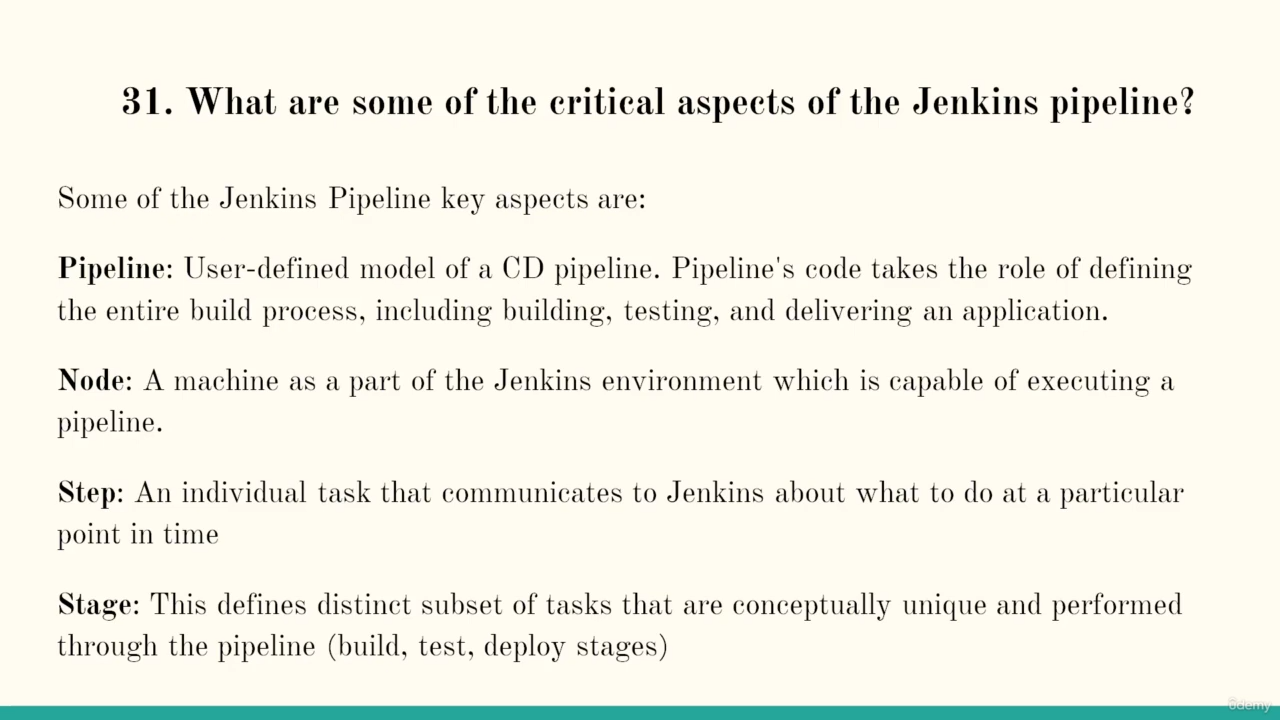 31. What are some of the critical aspects of the Jenkins pipeline?
Some of the Jenkins Pipeline key aspects are:
Pipeline: User-defined model of a CD pipeline. Pipeline's code takes the role of defining
the entire build process, including building, testing, and delivering an application.
Node: A machine as a part of the Jenkins environment which is capable of executing a
pipeline.
Step: An individual task that communicates to Jenkins about what to do at a particular
point in time
Stage: This defines distinct subset of tasks that are conceptually unique and performed
through the pipeline (build, test, deploy stages)
ûdemy